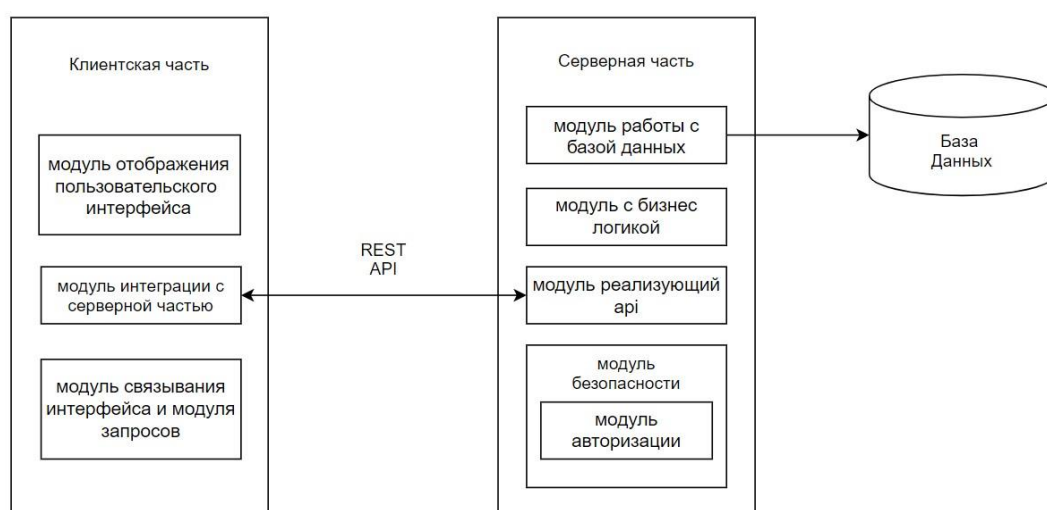 Клиентская часть
модуль отображения
пользовательского
интерфейса
модуль интеграции с
серверной частью
модуль связывания
интерфейса и модуля
запросов
REST
API
Серверная часть
модуль работы с
базой данных
модуль с бизнес
логикой
модуль реализующий
api
модуль
безопасности
модуль
авторизации
База
Данных